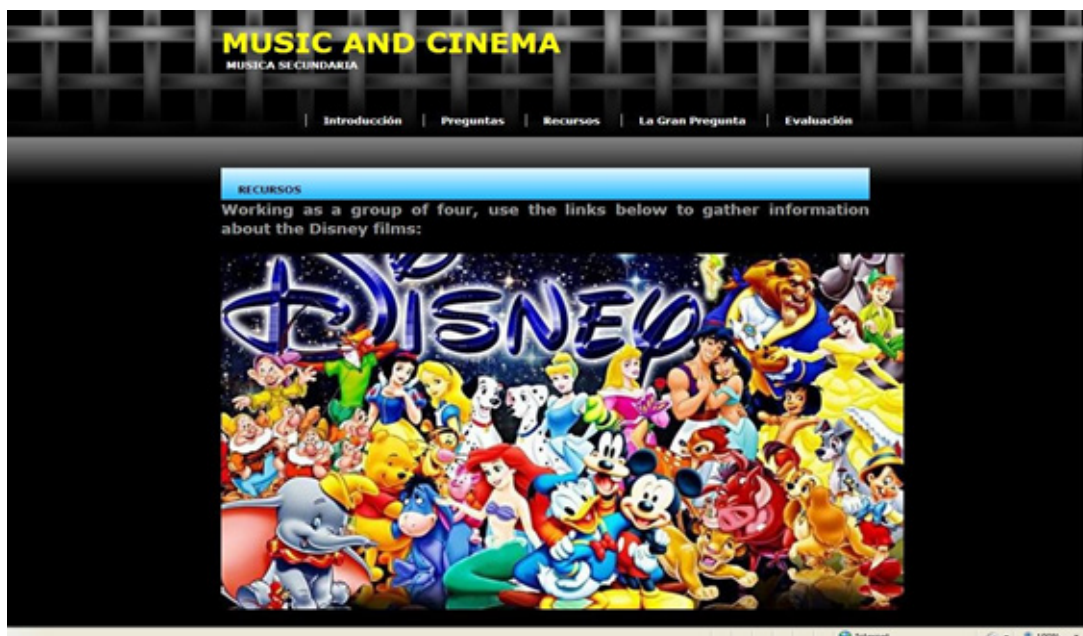 MUSIC AND CINEMA
MUSICA SECUNDARIA
Introducción | Preguntas | Recursos | La Gran Pregunta | Evaluación
RECURSOS
Working as a group of four, use the links below to gather information
about the Disney films:
DISNEY
Internet